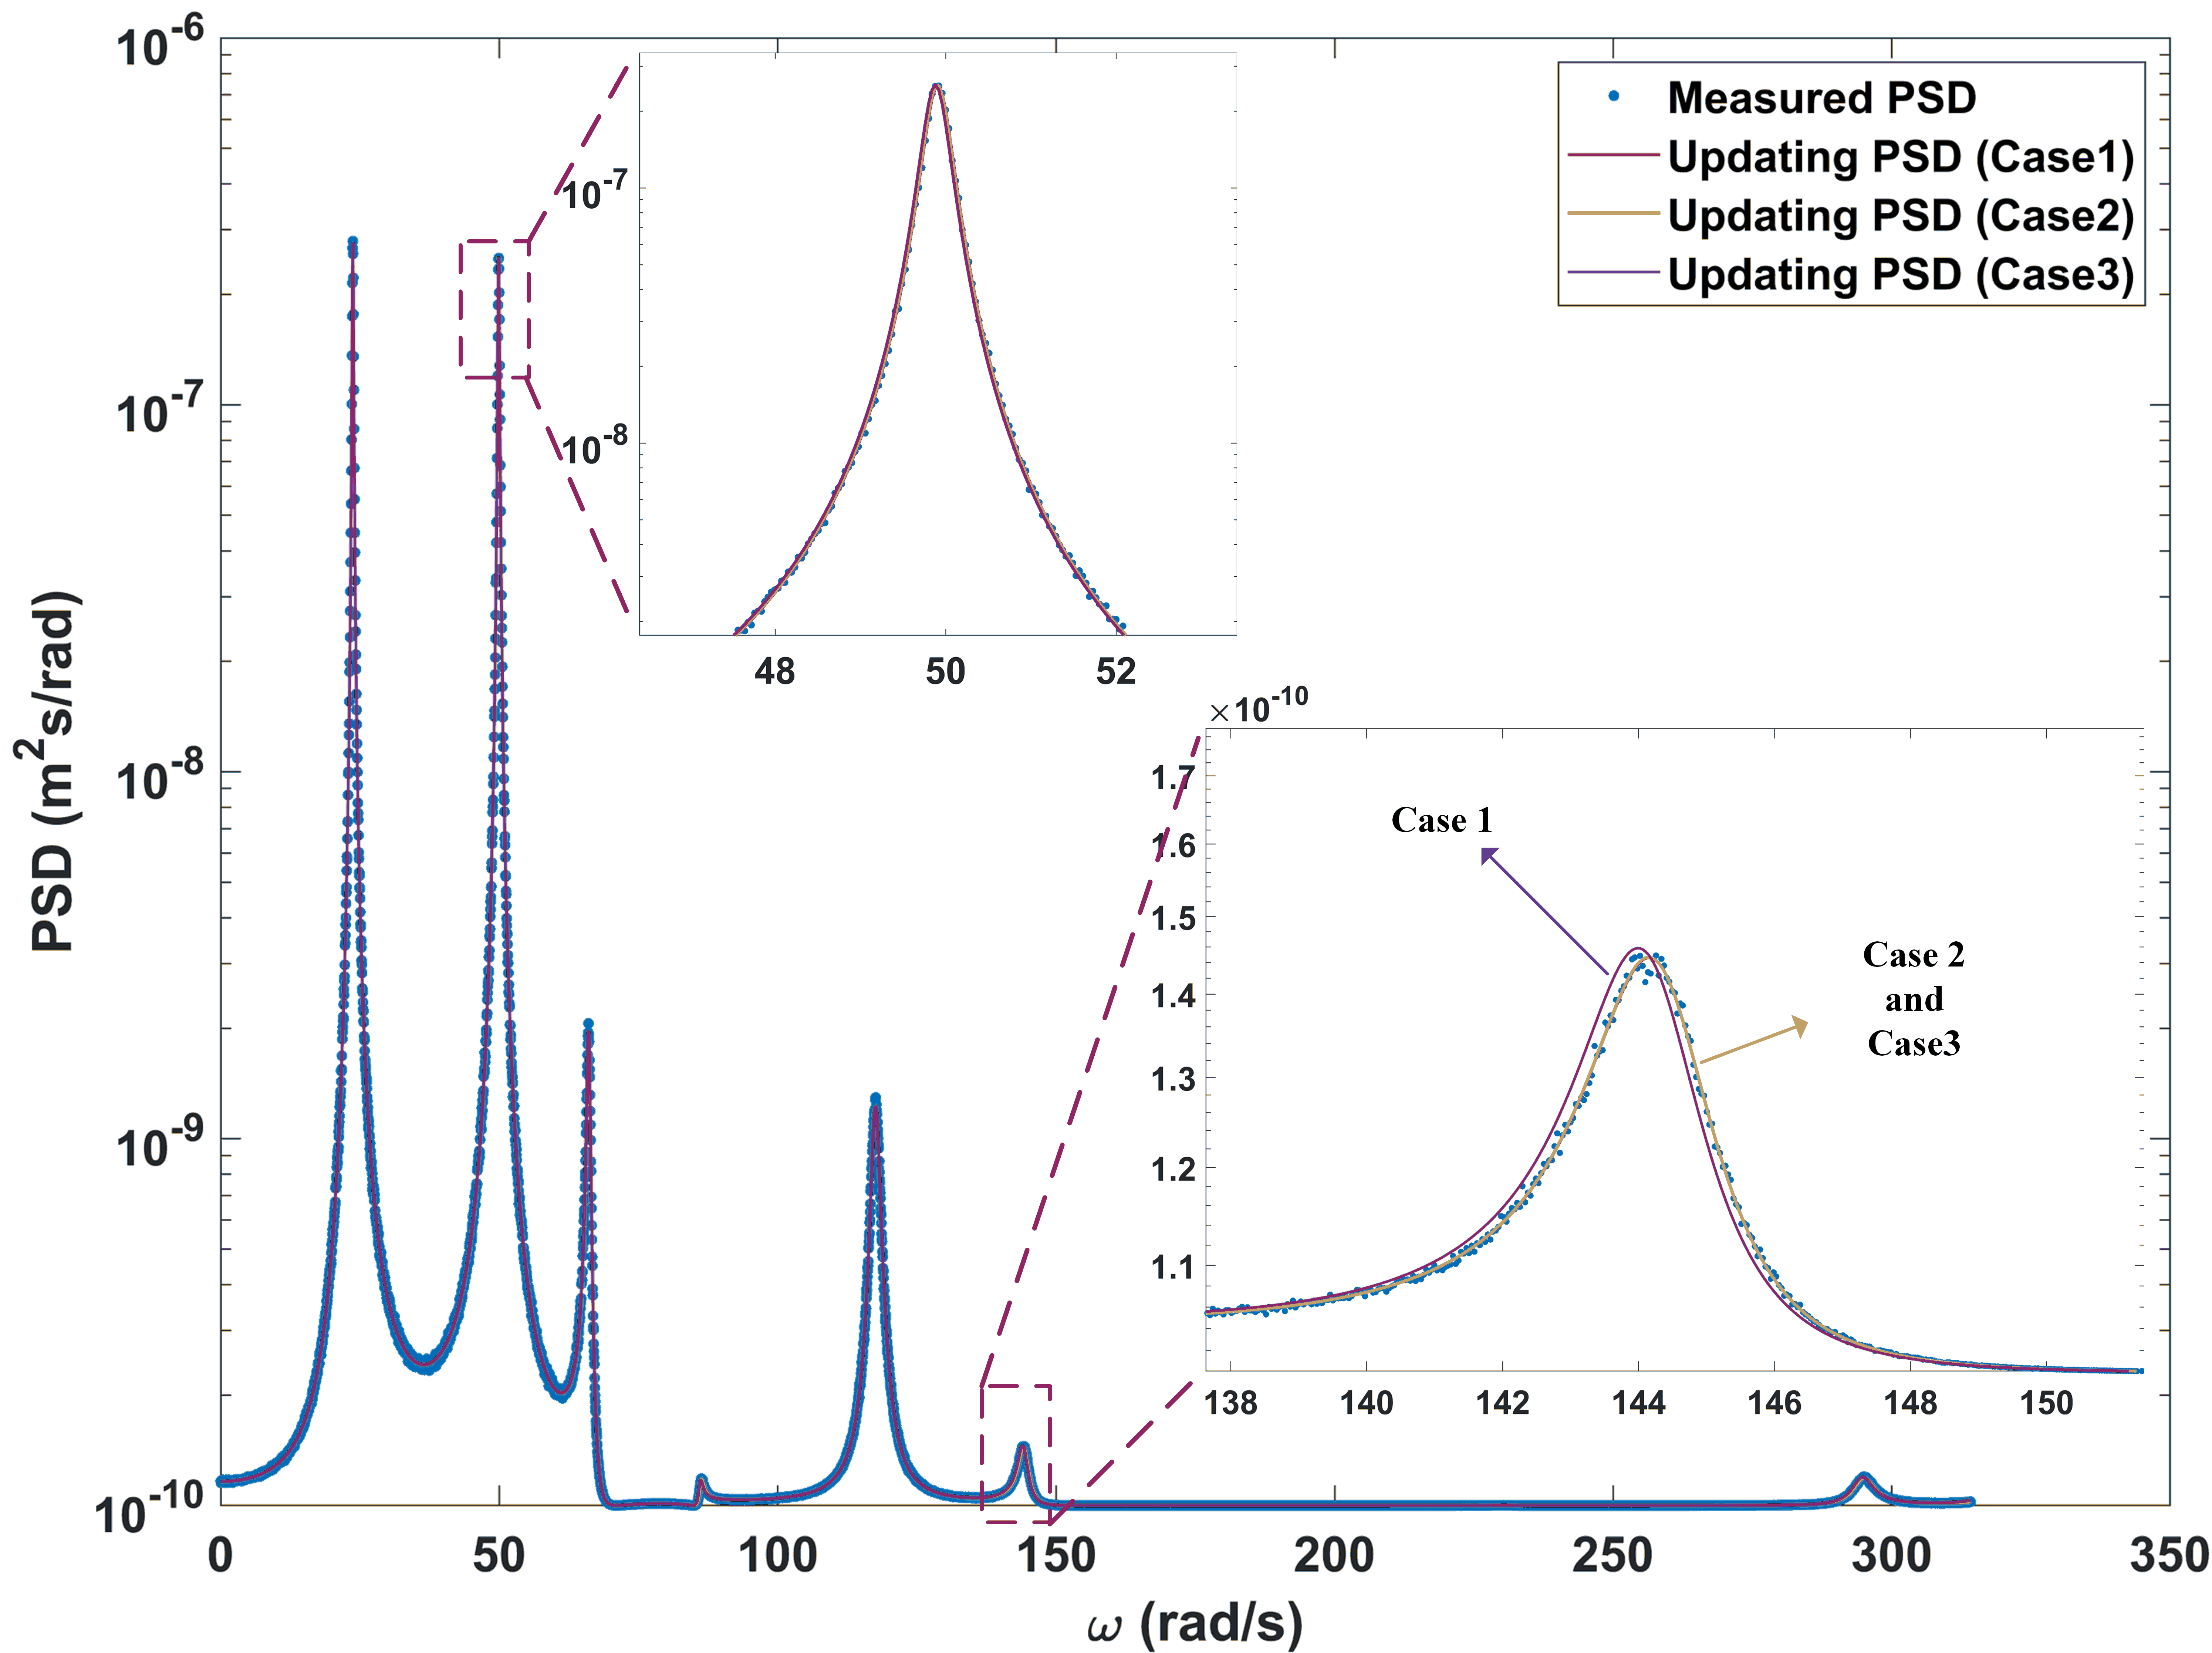 10^-6
10^-7
10^-8
10^-9
10^-10
PSD (m^2s/rad)
0 50 100 150 200 250 300 350
ω (rad/s)
Measured PSD
Updating PSD (Case1)
Updating PSD (Case2)
Updating PSD (Case3)
10^-7
10^-8
48 50 52
×10^-10
1.7
1.6
1.5
1.4
1.3
1.2
1.1
138 140 142 144 146 148 150
Case 1
Case 2
and
Case3